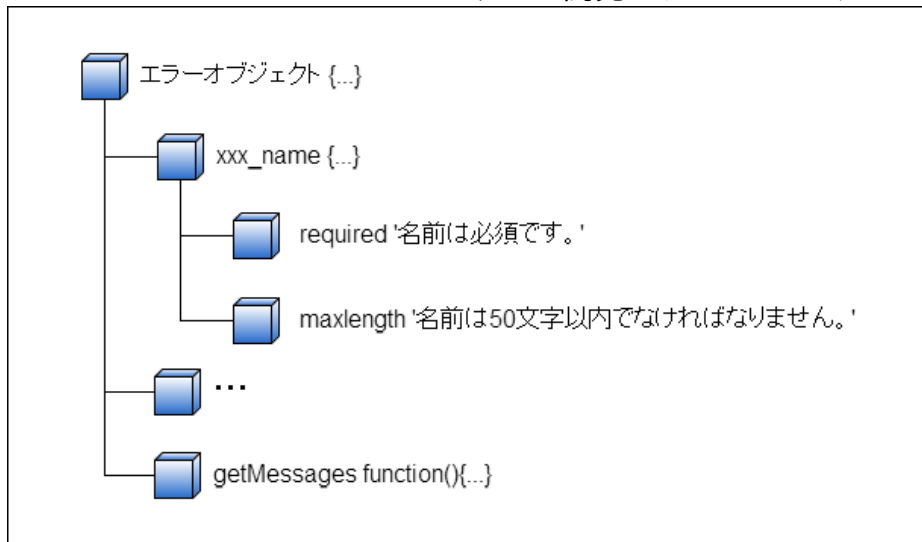 エラーオブジェクト {...}
xxx_name {...}
required '名前は必須です。'
maxlength '名前は50文字以内でなければなりません。'
...
getMessages function(){...}